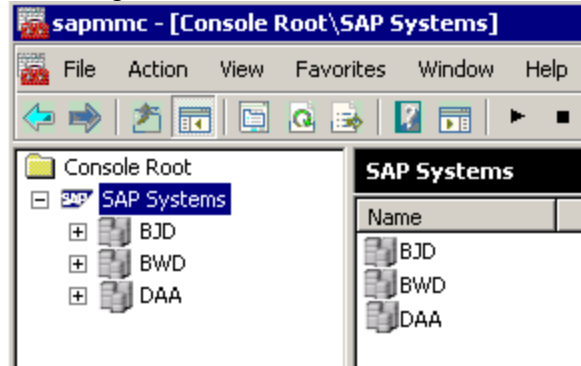 sapmmc - [Console Root\SAP Systems]
File Action View Favorites Window Help
Console Root
SAP SAP Systems
BJD
BWD
DAA
SAP Systems
Name
BJD
BWD
DAA